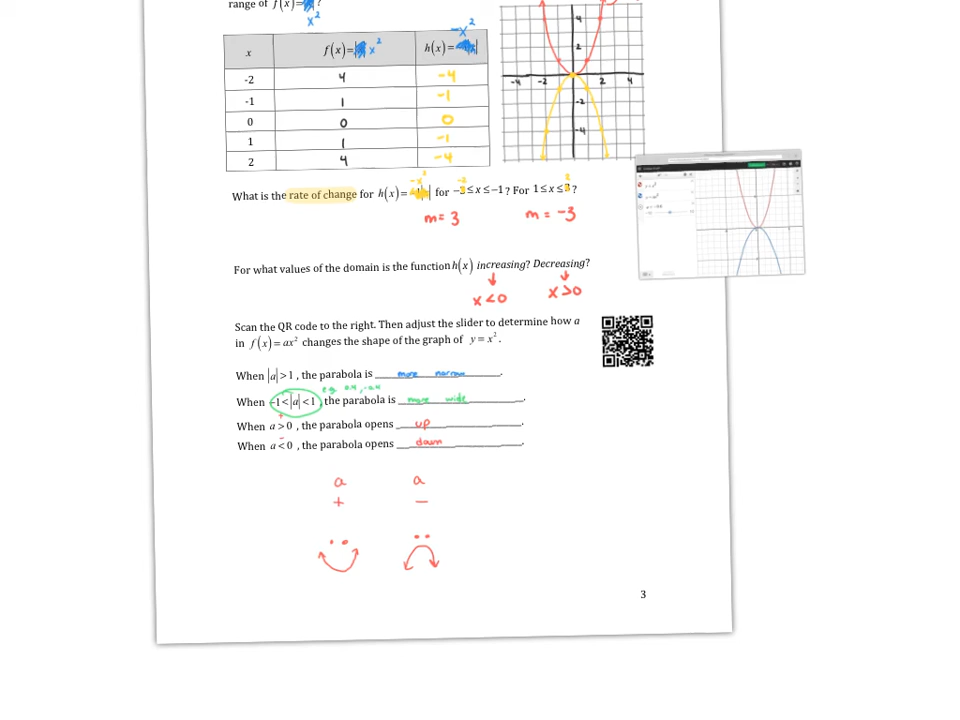 range of f(x)= ?
x²
-x²
x f(x)= x² h(x)=
-2 4 -4
-1 1 -1
0 0 0
1 1 -1
2 4 -4
4
2
-4 -2 2 4
-2
-4
-x² -2 2
What is the rate of change for h(x)= for - ≤x≤-1? For 1≤x≤ ?
m=3 m = -3
For what values of the domain is the function h(x) increasing? Decreasing?
x<0 x>0
Scan the QR code to the right. Then adjust the slider to determine how a
in f(x)= ax² changes the shape of the graph of y=x².
When |a|>1, the parabola is more narrow.
e.g. 0.4, -0.4
When -1<|a|<1, the parabola is more wide.
+
When a>0, the parabola opens up.
-
When a<0, the parabola opens down.
a a
+ -
3